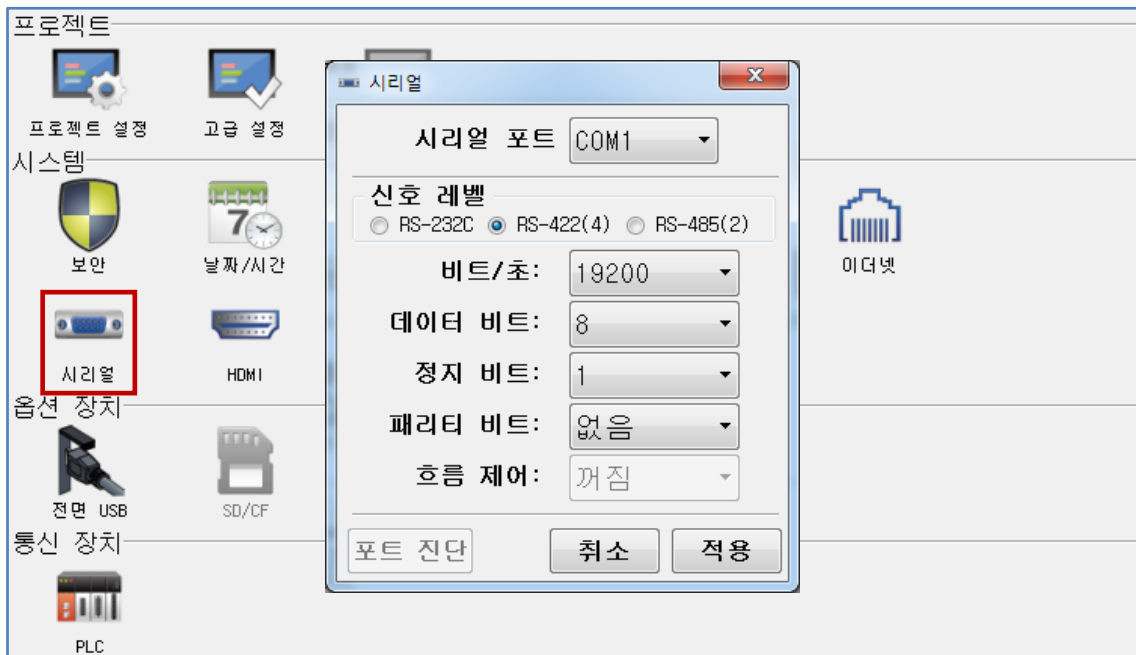 프로젝트
프로젝트 설정
고급 설정
시스템
보안
날짜/시간
이더넷
시리얼
HDMI
옵션 장치
전면 USB
SD/CF
통신 장치
PLC
시리얼
시리얼 포트 COM1
신호 레벨
RS-232C RS-422(4) RS-485(2)
비트/초: 19200
데이터 비트: 8
정지 비트: 1
패리티 비트: 없음
흐름 제어: 꺼짐
포트 진단 취소 적용